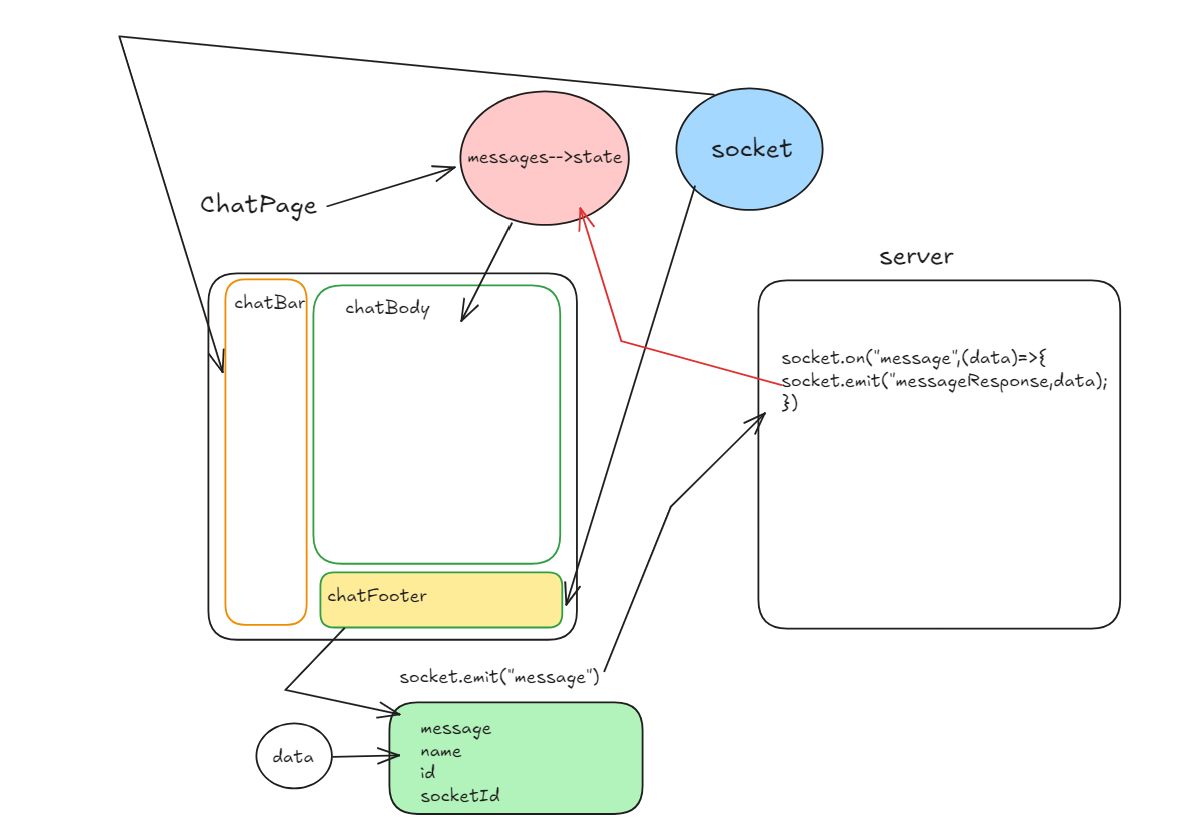 messages-->state
socket
ChatPage
server
chatBar
chatBody
socket.on("message",(data)=>{
socket.emit("messageResponse,data);
})
chatFooter
socket.emit("message")
message
name
data
id
socketId